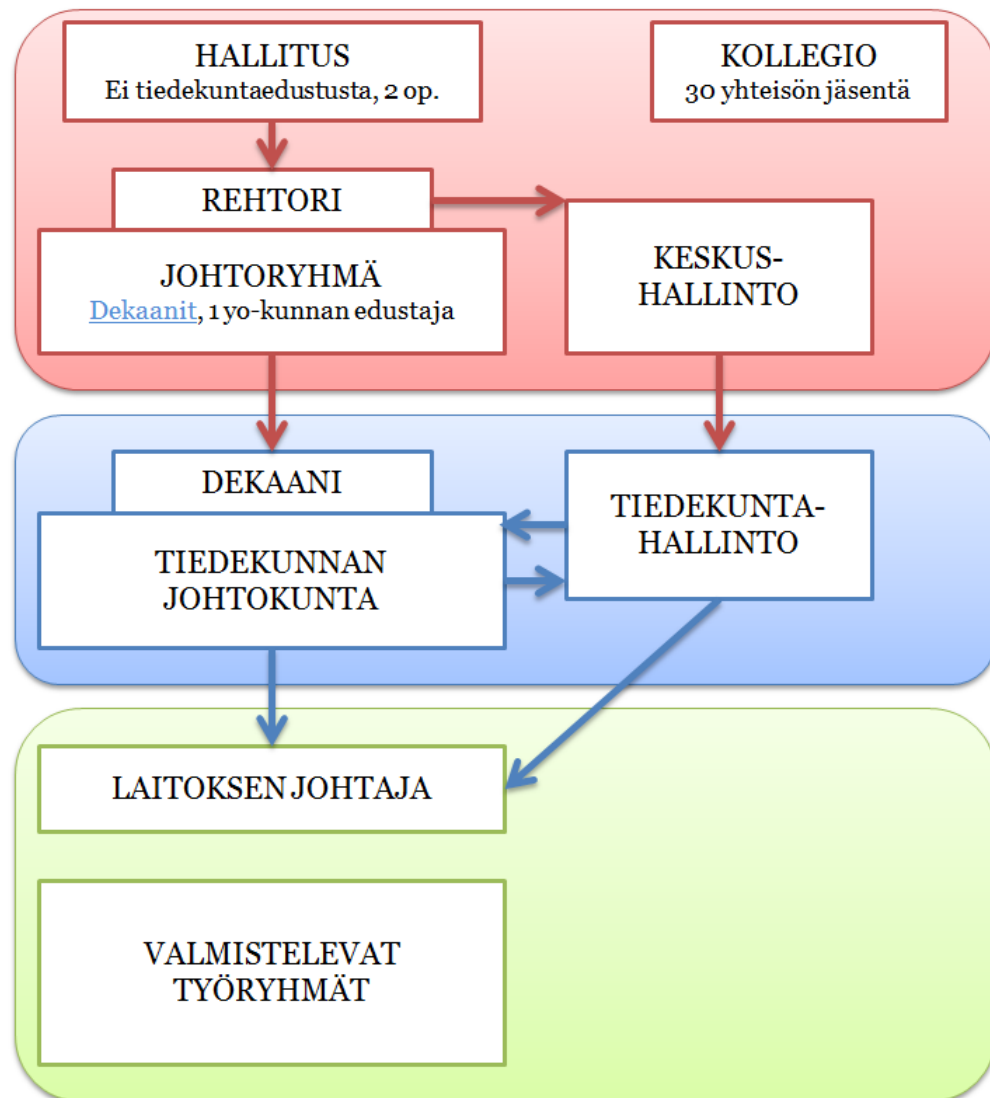 HALLITUS
Ei tiedekuntaedustusta, 2 op.
KOLLEGIO
30 yhteisön jäsentä
REHTORI
JOHTORYHMÄ
Dekaanit, 1 yo-kunnan edustaja
KESKUS-
HALLINTO
DEKAANI
TIEDEKUNNAN
JOHTOKUNTA
TIEDEKUNTA-
HALLINTO
LAITOKSEN JOHTAJA
VALMISTELEVAT
TYÖRYHMÄT